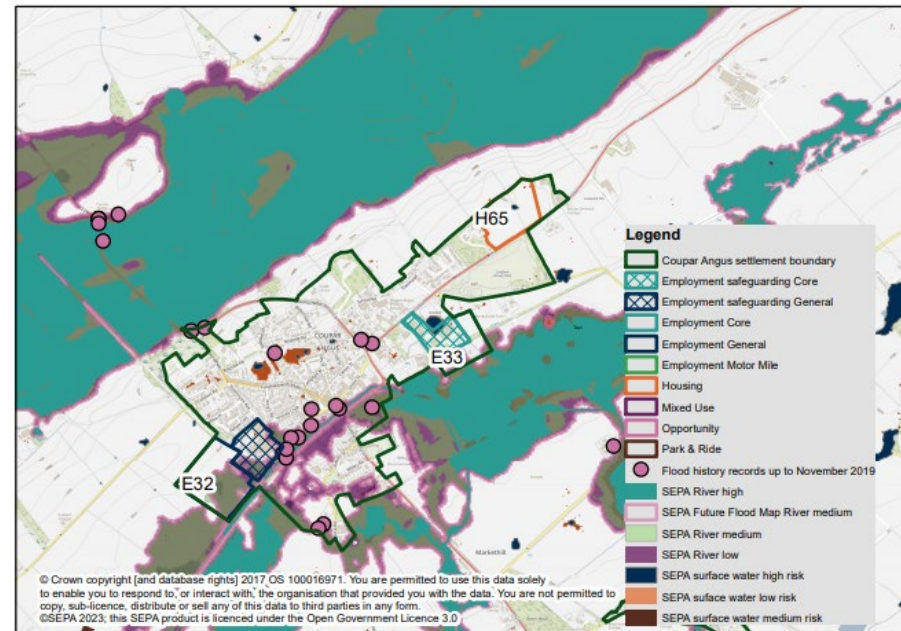 H65
COUPAR
ANGUS
E33
E32
Markethill
Legend
Coupar Angus settlement boundary
Employment safeguarding Core
Employment safeguarding General
Employment Core
Employment General
Employment Motor Mile
Housing
Mixed Use
Opportunity
Park & Ride
Flood history records up to November 2019
SEPA River high
SEPA Future Flood Map River medium
SEPA River medium
SEPA River low
SEPA surface water high risk
SEPA suface water low risk
SEPA surface water medium risk
© Crown copyright [and database rights] 2017 OS 100016971. You are permitted to use this data solely
to enable you to respond to, or interact with, the organisation that provided you with the data. You are not permitted to
copy, sub-licence, distribute or sell any of this data to third parties in any form.
©SEPA 2023; this SEPA product is licenced under the Open Government Licence 3.0